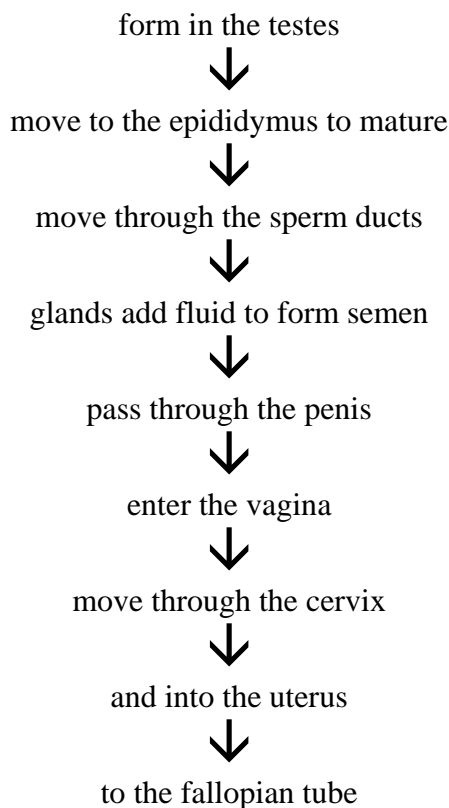 form in the testes
move to the epididymus to mature
move through the sperm ducts
glands add fluid to form semen
pass through the penis
enter the vagina
move through the cervix
and into the uterus
to the fallopian tube